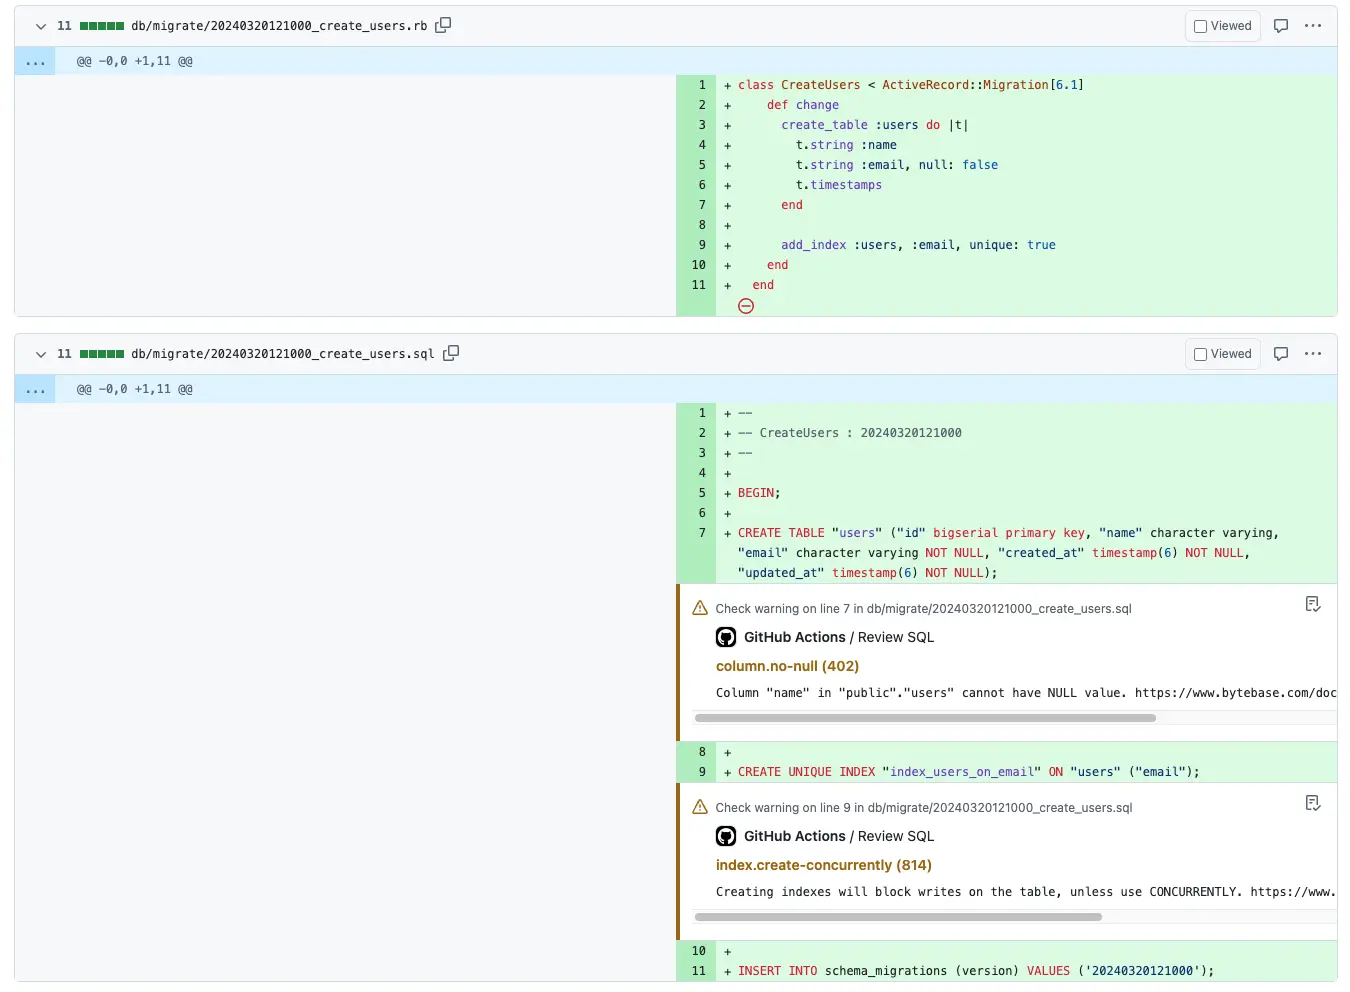 11 db/migrate/20240320121000_create_users.rb Viewed
... @@ -0,0 +1,11 @@
1 + class CreateUsers < ActiveRecord::Migration[6.1]
2 + def change
3 + create_table :users do |t|
4 + t.string :name
5 + t.string :email, null: false
6 + t.timestamps
7 + end
8 +
9 + add_index :users, :email, unique: true
10 + end
11 + end
11 db/migrate/20240320121000_create_users.sql Viewed
... @@ -0,0 +1,11 @@
1 + --
2 + -- CreateUsers : 20240320121000
3 + --
4 +
5 + BEGIN;
6 +
7 + CREATE TABLE "users" ("id" bigserial primary key, "name" character varying,
"email" character varying NOT NULL, "created_at" timestamp(6) NOT NULL,
"updated_at" timestamp(6) NOT NULL);
Check warning on line 7 in db/migrate/20240320121000_create_users.sql
GitHub Actions / Review SQL
column.no-null (402)
Column "name" in "public"."users" cannot have NULL value. https://www.bytebase.com/doc
8 +
9 + CREATE UNIQUE INDEX "index_users_on_email" ON "users" ("email");
Check warning on line 9 in db/migrate/20240320121000_create_users.sql
GitHub Actions / Review SQL
index.create-concurrently (814)
Creating indexes will block writes on the table, unless use CONCURRENTLY. https://www.
10 +
11 + INSERT INTO schema_migrations (version) VALUES ('20240320121000');